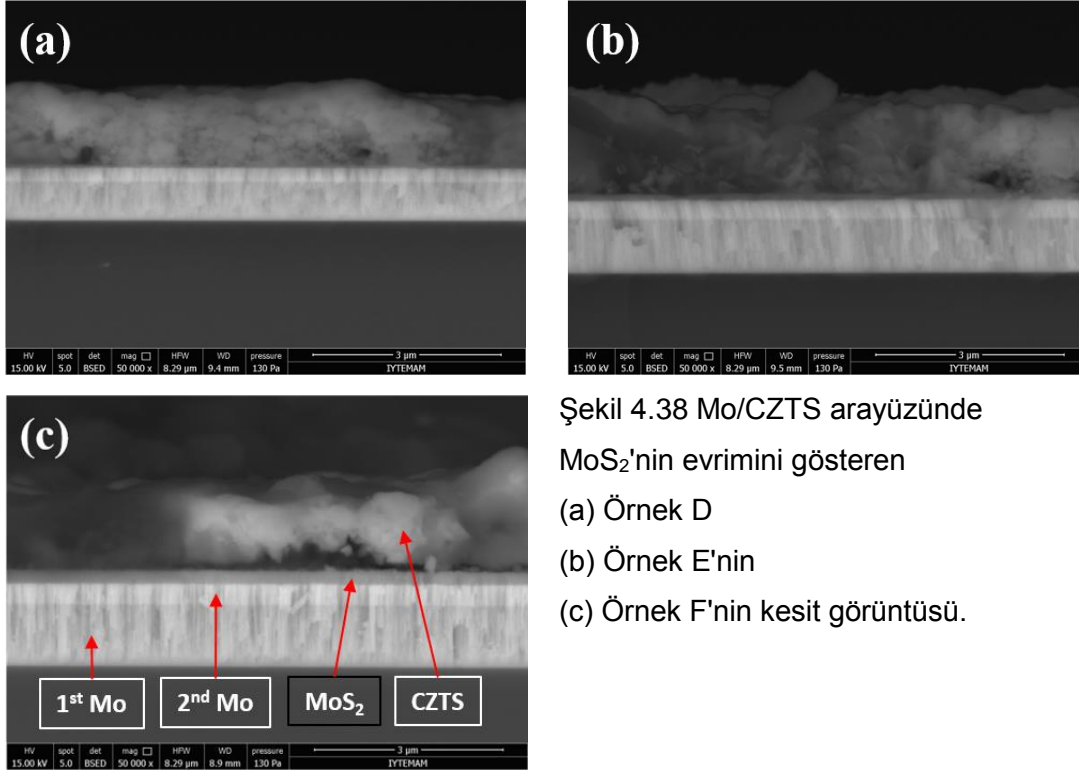 (a)
HV spot det mag □ HFW WD pressure 3 µm
15.00 kV 5.0 BSED 50 000 x 8.29 µm 9.4 mm 130 Pa IYTEMAM
(b)
HV spot det mag □ HFW WD pressure 3 µm
15.00 kV 5.0 BSED 50 000 x 8.29 µm 9.5 mm 130 Pa IYTEMAM
(c)
1st Mo 2nd Mo MoS2 CZTS
HV spot det mag □ HFW WD pressure 3 µm
15.00 kV 5.0 BSED 50 000 x 8.29 µm 8.9 mm 130 Pa IYTEMAM
Şekil 4.38 Mo/CZTS arayüzünde
MoS2'nin evrimini gösteren
(a) Örnek D
(b) Örnek E'nin
(c) Örnek F'nin kesit görüntüsü.